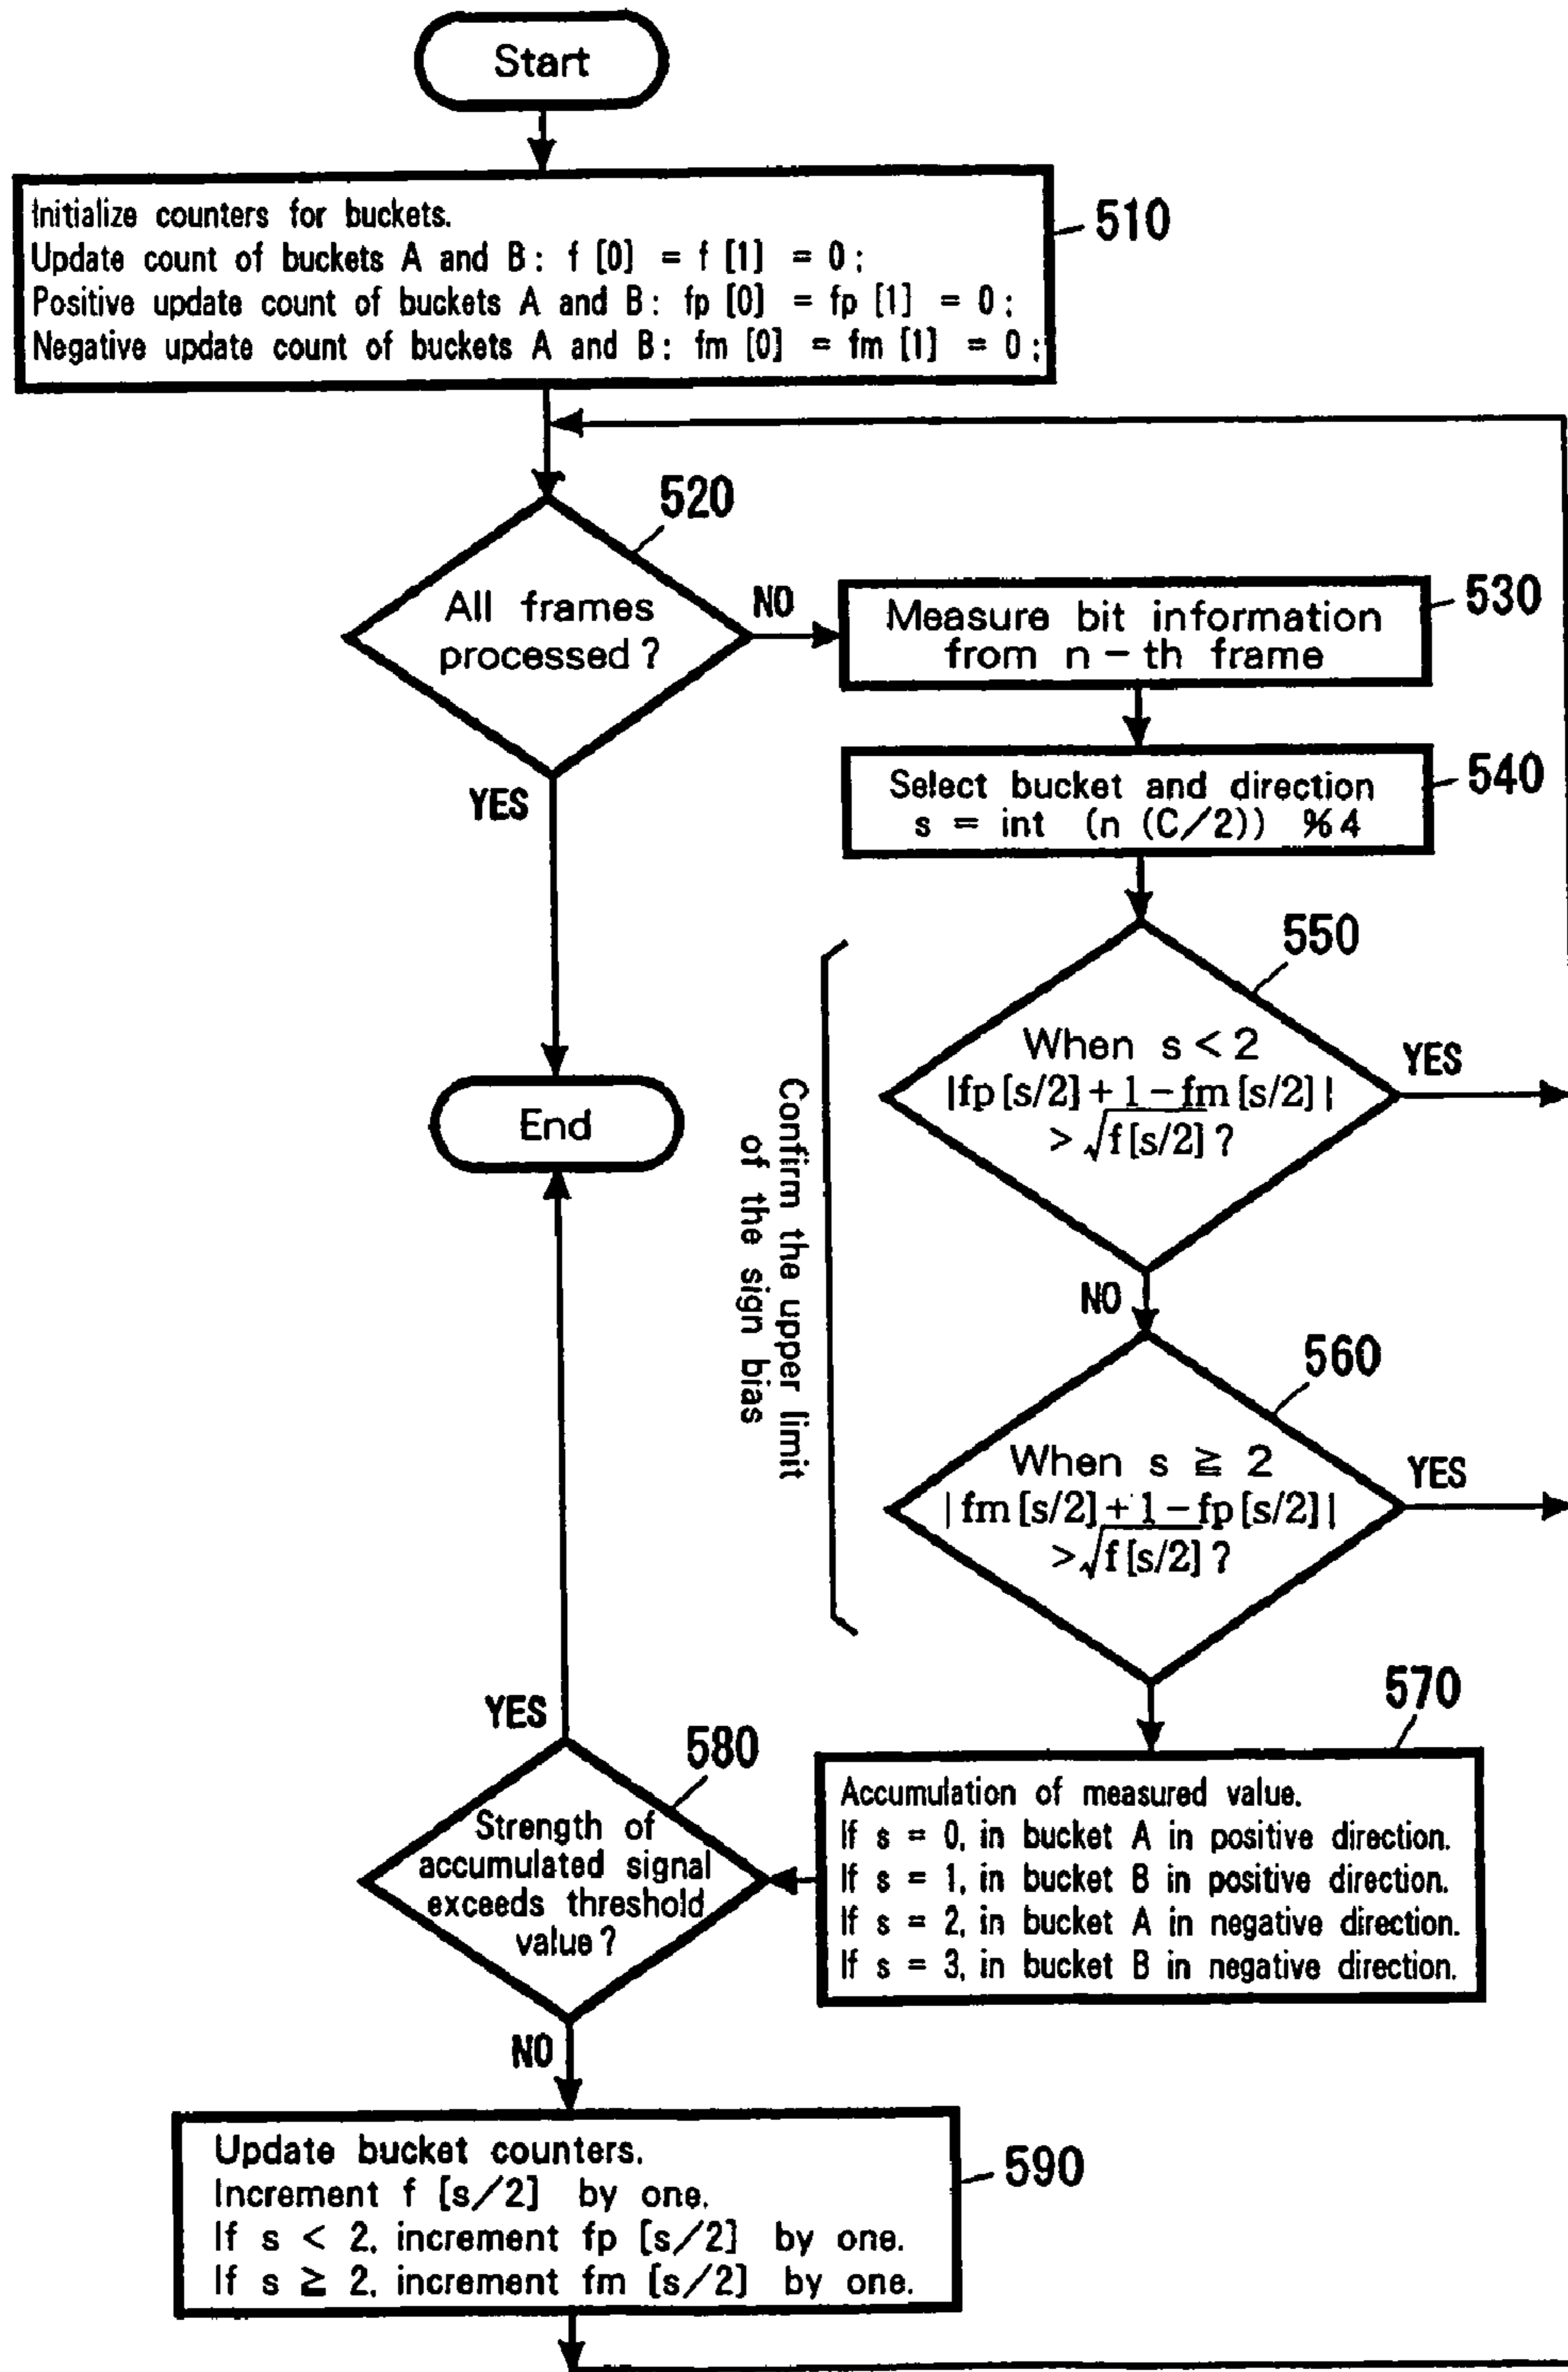 Start
Initialize counters for buckets.
Update count of buckets A and B: f [0] = f [1] = 0;
Positive update count of buckets A and B: fp [0] = fp [1] = 0;
Negative update count of buckets A and B: fm [0] = fm [1] = 0;
510
520
All frames
processed?
NO
YES
Measure bit information
from n-th frame
530
Select bucket and direction
s = int (n (C/2)) %4
540
550
When s < 2
|fp [s/2] + 1 - fm [s/2] |
> √f [s/2] ?
YES
NO
Confirm the upper limit
of the sign bias
End
560
When s ≧ 2
| fm [s/2] + 1 - fp [s/2] |
> √f [s/2] ?
YES
570
Accumulation of measured value.
If s = 0, in bucket A in positive direction.
If s = 1, in bucket B in positive direction.
If s = 2, in bucket A in negative direction.
If s = 3, in bucket B in negative direction.
YES
580
Strength of
accumulated signal
exceeds threshold
value?
NO
Update bucket counters.
Increment f [s/2] by one.
If s < 2, increment fp [s/2] by one.
If s ≧ 2, increment fm [s/2] by one.
590